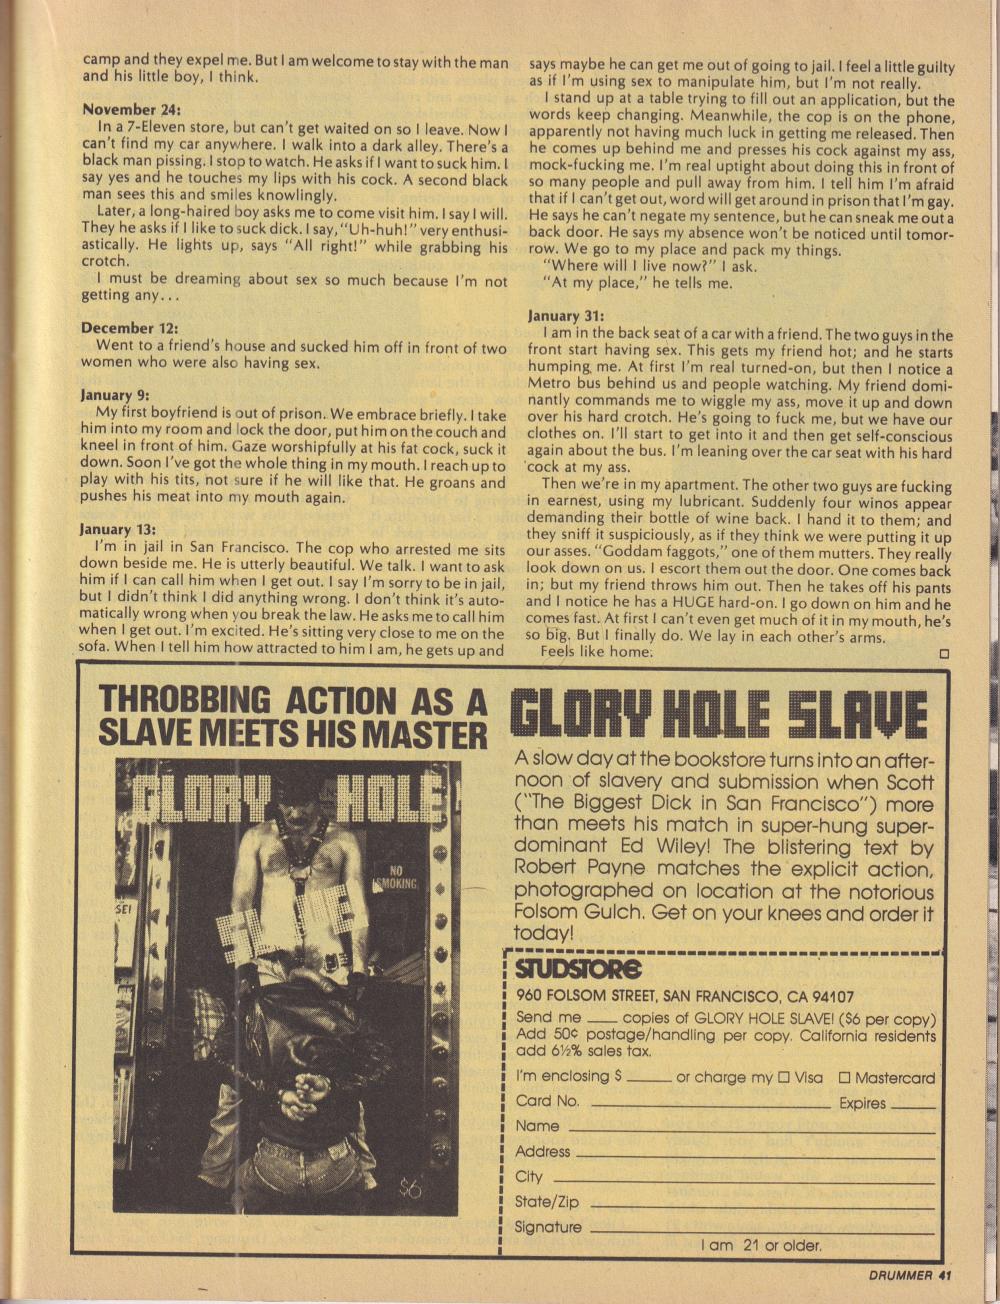 camp and they expel me. But I am welcome to stay with the man
and his little boy, I think.
November 24:
In a 7-Eleven store, but can't get waited on so I leave. Now I
can't find my car anywhere. I walk into a dark alley. There's a
black man pissing. I stop to watch. He asks if I want to suck him. I
say yes and he touches my lips with his cock. A second black
man sees this and smiles knowlingly.
Later, a long-haired boy asks me to come visit him. I say I will.
They he asks if I like to suck dick. I say, "Uh-huh!" very enthusi-
astically. He lights up, says "All right!" while grabbing his
crotch.
I must be dreaming about sex so much because I'm not
getting any...
December 12:
Went to a friend's house and sucked him off in front of two
women who were also having sex.
January 9:
My first boyfriend is out of prison. We embrace briefly. I take
him into my room and lock the door, put him on the couch and
kneel in front of him. Gaze worshipfully at his fat cock, suck it
down. Soon I've got the whole thing in my mouth. I reach up to
play with his tits, not sure if he will like that. He groans and
pushes his meat into my mouth again.
January 13:
I'm in jail in San Francisco. The cop who arrested me sits
down beside me. He is utterly beautiful. We talk. I want to ask
him if I can call him when I get out. I say I'm sorry to be in jail,
but I didn't think I did anything wrong. I don't think it's auto-
matically wrong when you break the law. He asks me to call him
when I get out. I'm excited. He's sitting very close to me on the
sofa. When I tell him how attracted to him I am, he gets up and
says maybe he can get me out of going to jail. I feel a little guilty
as if I'm using sex to manipulate him, but I'm not really.
I stand up at a table trying to fill out an application, but the
words keep changing. Meanwhile, the cop is on the phone,
apparently not having much luck in getting me released. Then
he comes up behind me and presses his cock against my ass,
mock-fucking me. I'm real uptight about doing this in front of
so many people and pull away from him. I tell him I'm afraid
that if I can't get out, word will get around in prison that I'm gay.
He says he can't negate my sentence, but he can sneak me out a
back door. He says my absence won't be noticed until tomor-
row. We go to my place and pack my things.
"Where will I live now?" I ask.
"At my place," he tells me.
January 31:
I am in the back seat of a car with a friend. The two guys in the
front start having sex. This gets my friend hot; and he starts
humping me. At first I'm real turned-on, but then I notice a
Metro bus behind us and people watching. My friend domi-
nantly commands me to wiggle my ass, move it up and down
over his hard crotch. He's going to fuck me, but we have our
clothes on. I'll start to get into it and then get self-conscious
again about the bus. I'm leaning over the car seat with his hard
cock at my ass.
Then we're in my apartment. The other two guys are fucking
in earnest, using my lubricant. Suddenly four winos appear
demanding their bottle of wine back. I hand it to them; and
they sniff it suspiciously, as if they think we were putting it up
our asses. "Goddam faggots," one of them mutters. They really
look down on us. I escort them out the door. One comes back
in; but my friend throws him out. Then he takes off his pants
and I notice he has a HUGE hard-on. I go down on him and he
comes fast. At first I can't even get much of it in my mouth, he's
so big. But I finally do. We lay in each other's arms.
Feels like home.
THROBBING ACTION AS A
SLAVE MEETS HIS MASTER
GLORY HOLE
NO
SMOKING
$6
GLORY HOLE SLAVE
A slow day at the bookstore turns into an after-
noon of slavery and submission when Scott
("The Biggest Dick in San Francisco") more
than meets his match in super-hung super-
dominant Ed Wiley! The blistering text by
Robert Payne matches the explicit action,
photographed on location at the notorious
Folsom Gulch. Get on your knees and order it
today!
STUDSTORE
960 FOLSOM STREET, SAN FRANCISCO, CA 94107
Send me ____ copies of GLORY HOLE SLAVE! ($6 per copy)
Add 50¢ postage/handling per copy. California residents
add 6½% sales tax.
I'm enclosing $ ______ or charge my □ Visa □ Mastercard
Card No. ______ Expires ______
Name ______
Address ______
City ______
State/Zip ______
Signature ______
I am 21 or older.
DRUMMER 41